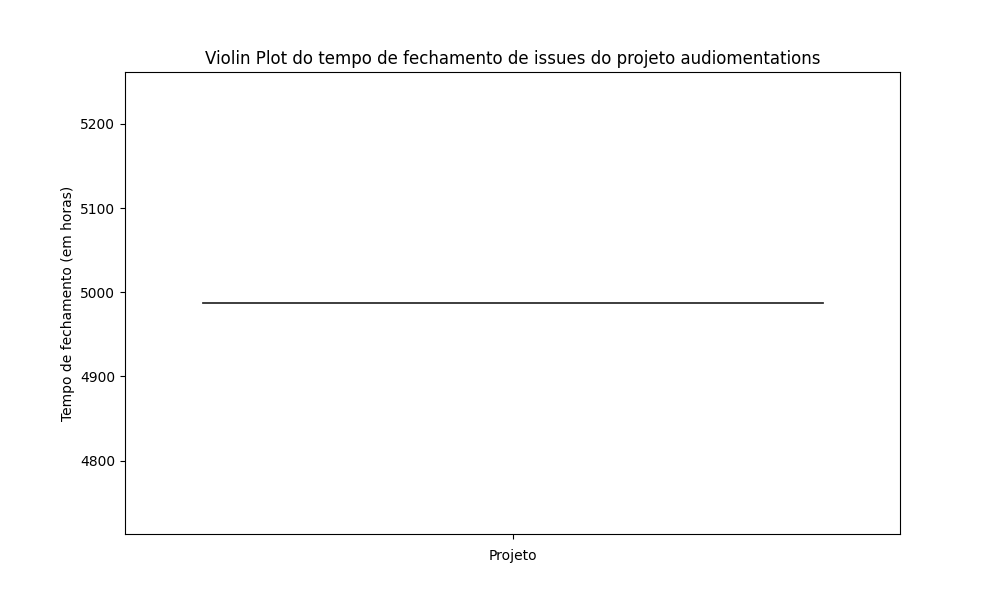 Violin Plot do tempo de fechamento de issues do projeto audiomentations
Tempo de fechamento (em horas)
5200
5100
5000
4900
4800
Projeto